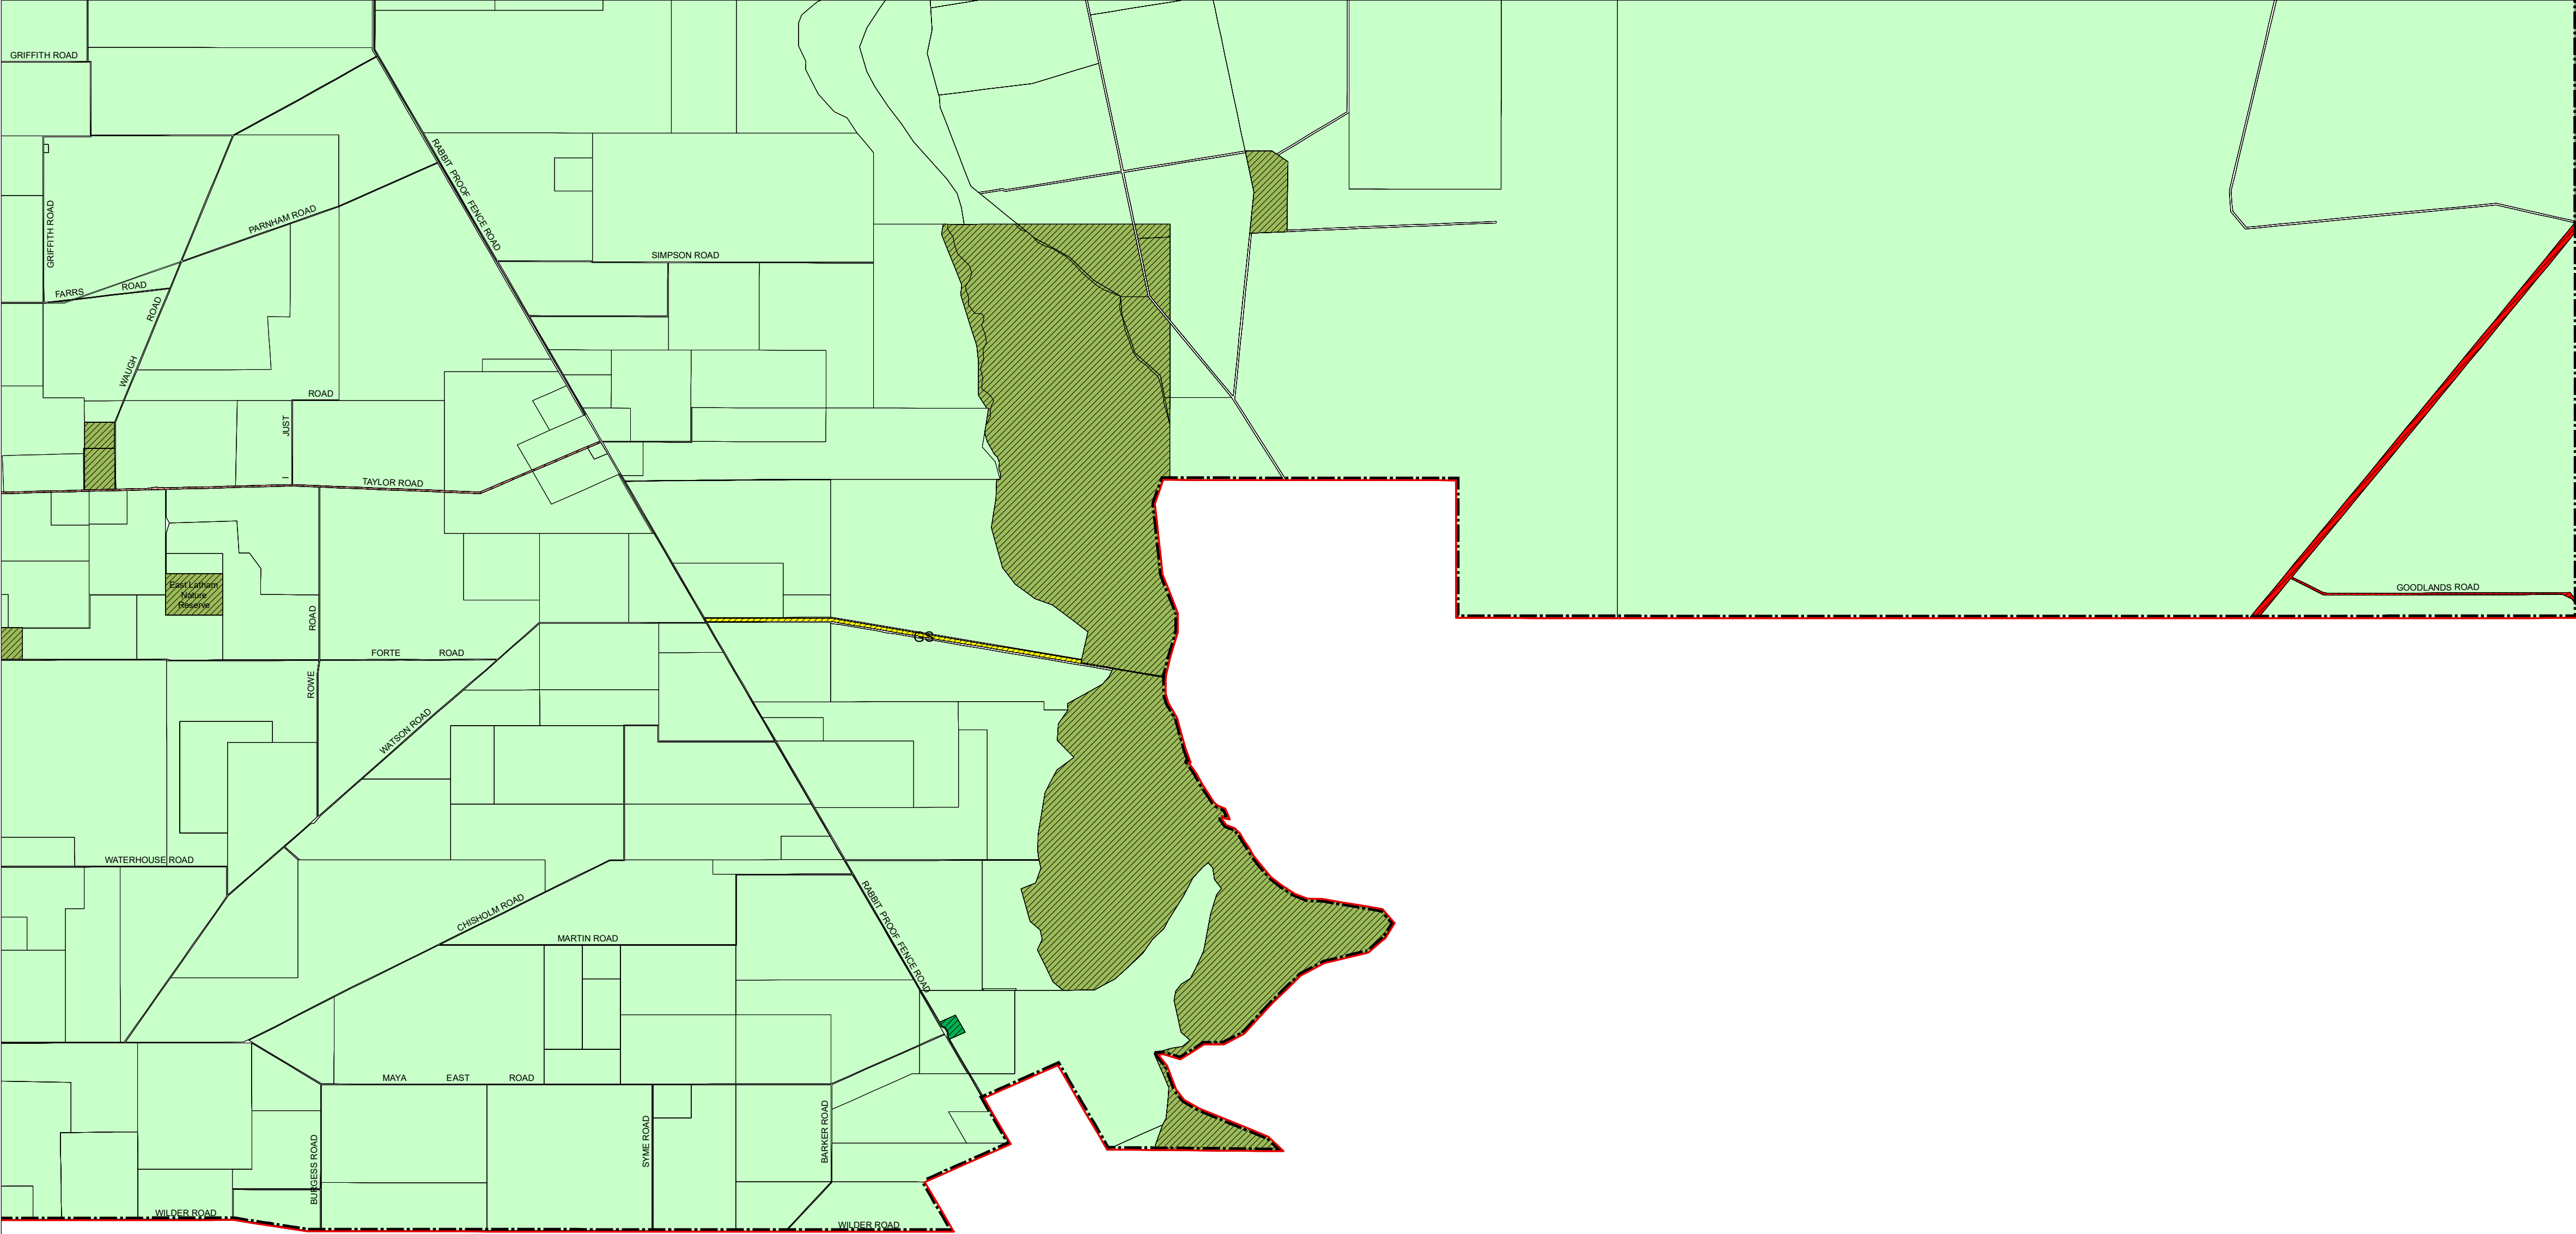 GRIFFITH ROAD
RABBIT PROOF FENCE ROAD
GRIFFITH ROAD
PARNHAM ROAD
SIMPSON ROAD
FARRS ROAD
WAUGH ROAD
JUST ROAD
TAYLOR ROAD
East Latham
Nature
Reserve
GOODLANDS ROAD
GS
FORTE ROAD
ROWE ROAD
WATSON ROAD
WATERHOUSE ROAD
CHISHOLM ROAD
RABBIT PROOF FENCE ROAD
MARTIN ROAD
MAYA EAST ROAD
BURGESS ROAD
SYME ROAD
BARKER ROAD
WILDER ROAD
WILDER ROAD